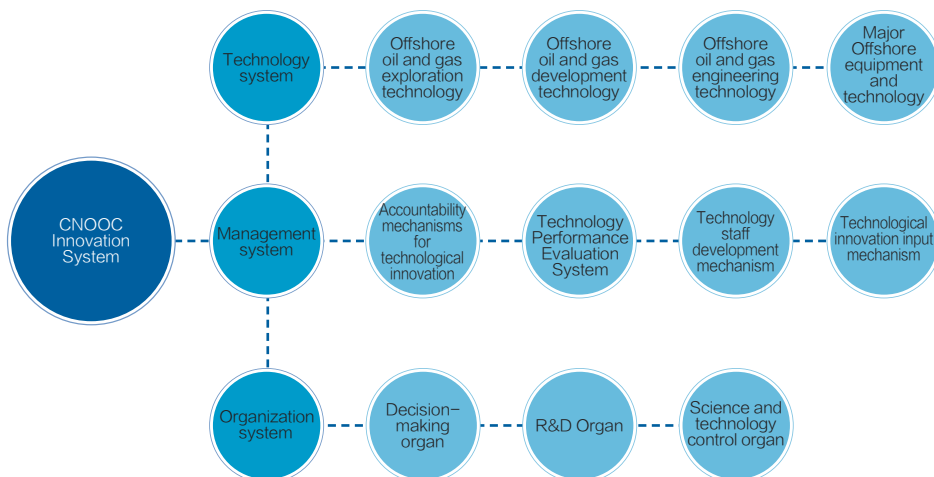 Technology
system
Offshore
oil and gas
exploration
technology
Offshore
oil and gas
development
technology
Offshore
oil and gas
engineering
technology
Major
Offshore
equipment
and
technology
CNOOC
Innovation
System
Management
system
Accountability
mechanisms
for
technological
innovation
Technology
Performance
Evaluation
System
Technology
staff
development
mechanism
Technological
innovation input
mechanism
Organization
system
Decision-
making
organ
R&D Organ
Science and
technology
control organ